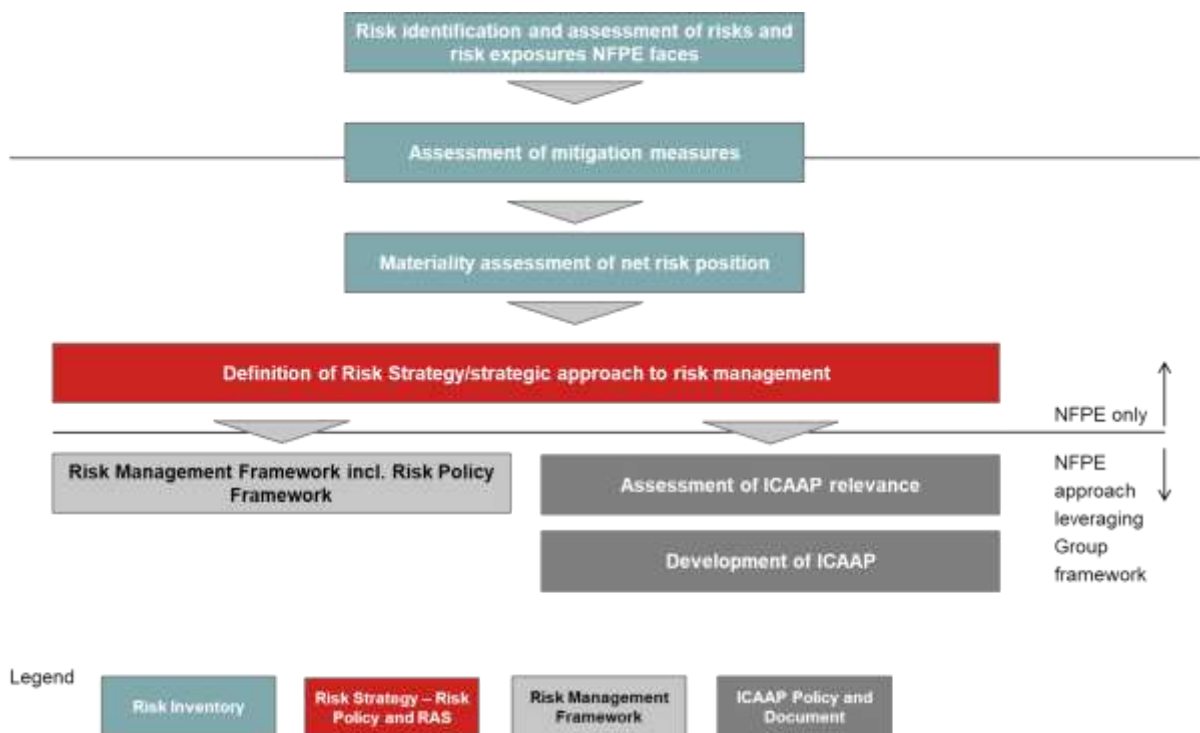 Risk identification and assessment of risks and
risk exposures NFPE faces
Assessment of mitigation measures
Materiality assessment of net risk position
Definition of Risk Strategy/strategic approach to risk management
NFPE only
Risk Management Framework incl. Risk Policy
Framework
Assessment of ICAAP relevance
Development of ICAAP
NFPE
approach
leveraging
Group
framework
Legend
Risk Inventory
Risk Strategy – Risk
Policy and RAS
Risk Management
Framework
ICAAP Policy and
Document